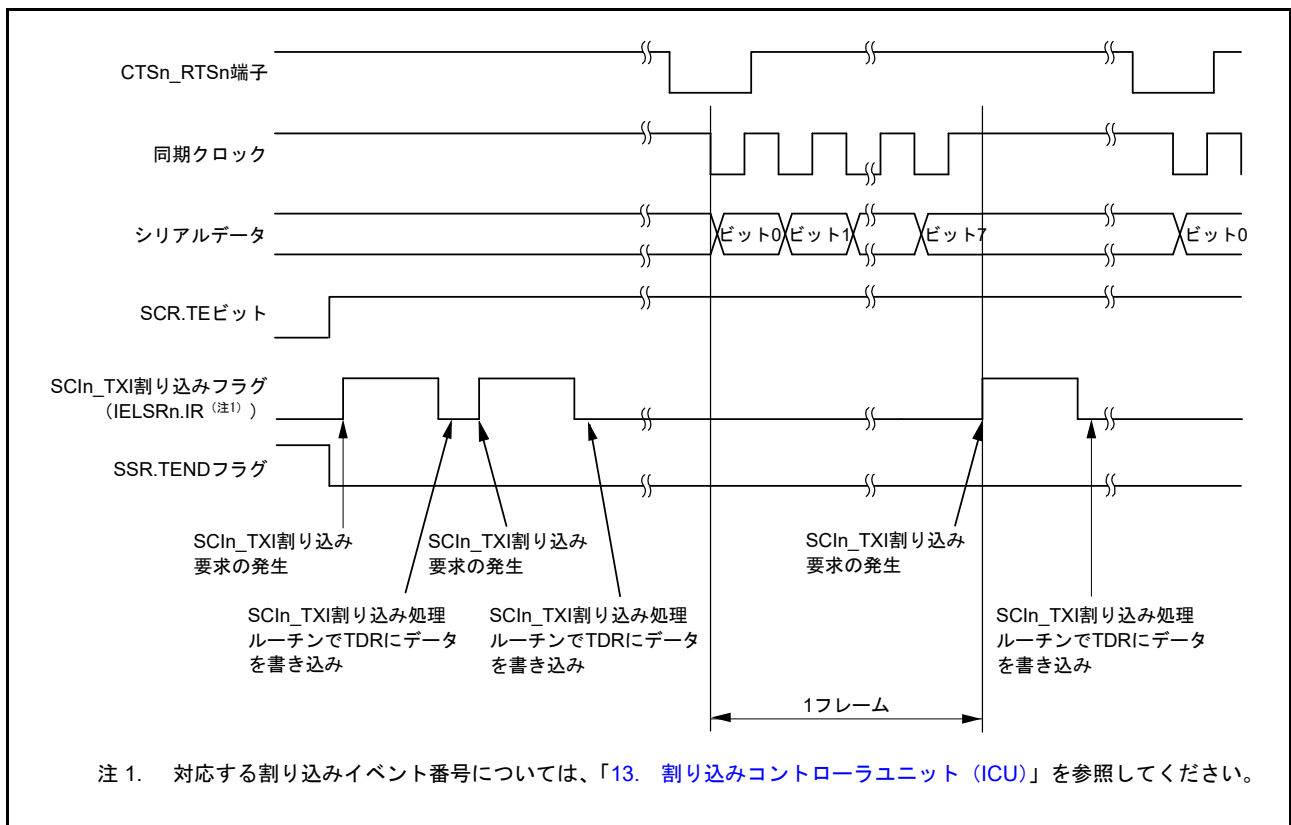 CTSn_RTSn端子
同期クロック
シリアルデータ
ビット0
ビット1
ビット7
ビット0
SCR.TEビット
SCIn_TXI割り込みフラグ
（IELSRn.IR（注1））
SSR.TENDフラグ
SCIn_TXI割り込み
要求の発生
SCIn_TXI割り込み
要求の発生
SCIn_TXI割り込み
要求の発生
SCIn_TXI割り込み処理
ルーチンでTDRにデータ
を書き込み
SCIn_TXI割り込み処理
ルーチンでTDRにデータ
を書き込み
SCIn_TXI割り込み処理
ルーチンでTDRにデータ
を書き込み
1フレーム
注 1. 対応する割り込みイベント番号については、「13. 割り込みコントローラユニット（ICU）」を参照してください。